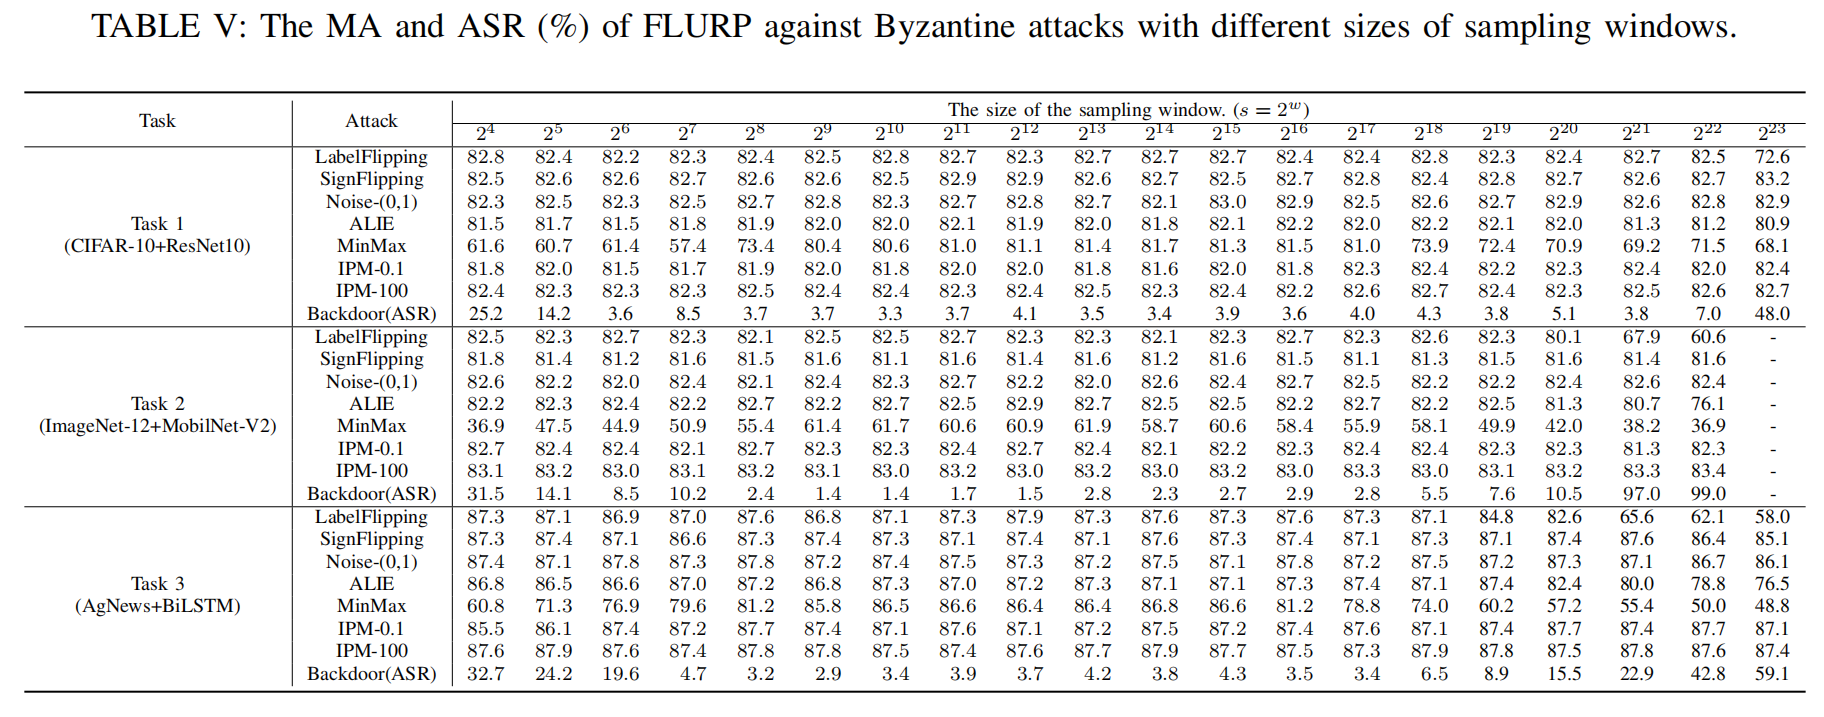 TABLE V: The MA and ASR (%) of FLURP against Byzantine attacks with different sizes of sampling windows.
Task Attack The size of the sampling window. (s = 2^w)
2^4 2^5 2^6 2^7 2^8 2^9 2^10 2^11 2^12 2^13 2^14 2^15 2^16 2^17 2^18 2^19 2^20 2^21 2^22 2^23
Task 1
(CIFAR-10+ResNet10)
LabelFlipping 82.8 82.4 82.2 82.3 82.4 82.5 82.8 82.7 82.3 82.7 82.7 82.7 82.4 82.4 82.8 82.3 82.4 82.7 82.5 72.6
SignFlipping 82.5 82.6 82.6 82.7 82.6 82.6 82.5 82.9 82.9 82.6 82.7 82.5 82.7 82.8 82.4 82.8 82.7 82.6 82.7 83.2
Noise-(0,1) 82.3 82.5 82.3 82.5 82.7 82.8 82.3 82.7 82.8 82.7 82.1 83.0 82.9 82.5 82.6 82.7 82.9 82.6 82.8 82.9
ALIE 81.5 81.7 81.5 81.8 81.9 82.0 82.0 82.1 81.9 82.0 81.8 82.1 82.2 82.0 82.2 82.1 82.0 81.3 81.2 80.9
MinMax 61.6 60.7 61.4 57.4 73.4 80.4 80.6 81.0 81.1 81.4 81.7 81.3 81.5 81.0 73.9 72.4 70.9 69.2 71.5 68.1
IPM-0.1 81.8 82.0 81.5 81.7 81.9 82.0 81.8 82.0 82.0 81.8 81.6 82.0 81.8 82.3 82.4 82.2 82.3 82.4 82.0 82.4
IPM-100 82.4 82.3 82.3 82.3 82.5 82.4 82.4 82.3 82.4 82.5 82.3 82.4 82.2 82.6 82.7 82.4 82.3 82.5 82.6 82.7
Backdoor(ASR) 25.2 14.2 3.6 8.5 3.7 3.7 3.3 3.7 4.1 3.5 3.4 3.9 3.6 4.0 4.3 3.8 5.1 3.8 7.0 48.0
Task 2
(ImageNet-12+MobilNet-V2)
LabelFlipping 82.5 82.3 82.7 82.3 82.1 82.5 82.5 82.7 82.3 82.3 82.1 82.3 82.7 82.3 82.6 82.3 80.1 67.9 60.6 -
SignFlipping 81.8 81.4 81.2 81.6 81.5 81.6 81.1 81.6 81.4 81.6 81.2 81.6 81.5 81.1 81.3 81.5 81.6 81.4 81.6 -
Noise-(0,1) 82.6 82.2 82.0 82.4 82.1 82.4 82.3 82.7 82.2 82.0 82.6 82.4 82.7 82.5 82.2 82.2 82.4 82.6 82.4 -
ALIE 82.2 82.3 82.4 82.2 82.7 82.2 82.7 82.5 82.9 82.7 82.5 82.5 82.2 82.7 82.2 82.5 81.3 80.7 76.1 -
MinMax 36.9 47.5 44.9 50.9 55.4 61.4 61.7 60.6 60.9 61.9 58.7 60.6 58.4 55.9 58.1 49.9 42.0 38.2 36.9 -
IPM-0.1 82.7 82.4 82.4 82.1 82.7 82.3 82.3 82.4 82.7 82.4 82.1 82.2 82.3 82.4 82.4 82.3 82.3 81.3 82.3 -
IPM-100 83.1 83.2 83.0 83.1 83.2 83.1 83.0 83.2 83.0 83.2 83.0 83.2 83.0 83.3 83.0 83.1 83.2 83.3 83.4 -
Backdoor(ASR) 31.5 14.1 8.5 10.2 2.4 1.4 1.4 1.7 1.5 2.8 2.3 2.7 2.9 2.8 5.5 7.6 10.5 97.0 99.0 -
Task 3
(AgNews+BiLSTM)
LabelFlipping 87.3 87.1 86.9 87.0 87.6 86.8 87.1 87.3 87.9 87.3 87.6 87.3 87.6 87.3 87.1 84.8 82.6 65.6 62.1 58.0
SignFlipping 87.3 87.4 87.1 86.6 87.3 87.4 87.3 87.1 87.4 87.1 87.6 87.3 87.4 87.1 87.3 87.1 87.4 87.6 86.4 85.1
Noise-(0,1) 87.4 87.1 87.8 87.3 87.8 87.2 87.4 87.5 87.3 87.2 87.5 87.1 87.8 87.2 87.5 87.2 87.3 87.1 86.7 86.1
ALIE 86.8 86.5 86.6 87.0 87.2 86.8 87.3 87.0 87.2 87.3 87.1 87.1 87.3 87.4 87.1 87.4 82.4 80.0 78.8 76.5
MinMax 60.8 71.3 76.9 79.6 81.2 85.8 86.5 86.6 86.4 86.4 86.8 86.6 81.2 78.8 74.0 60.2 57.2 55.4 50.0 48.8
IPM-0.1 85.5 86.1 87.4 87.2 87.7 87.4 87.1 87.6 87.1 87.2 87.5 87.2 87.4 87.6 87.1 87.4 87.7 87.4 87.7 87.1
IPM-100 87.6 87.9 87.6 87.4 87.8 87.8 87.5 87.4 87.6 87.7 87.9 87.7 87.5 87.3 87.9 87.8 87.5 87.8 87.6 87.4
Backdoor(ASR) 32.7 24.2 19.6 4.7 3.2 2.9 3.4 3.9 3.7 4.2 3.8 4.3 3.5 3.4 6.5 8.9 15.5 22.9 42.8 59.1